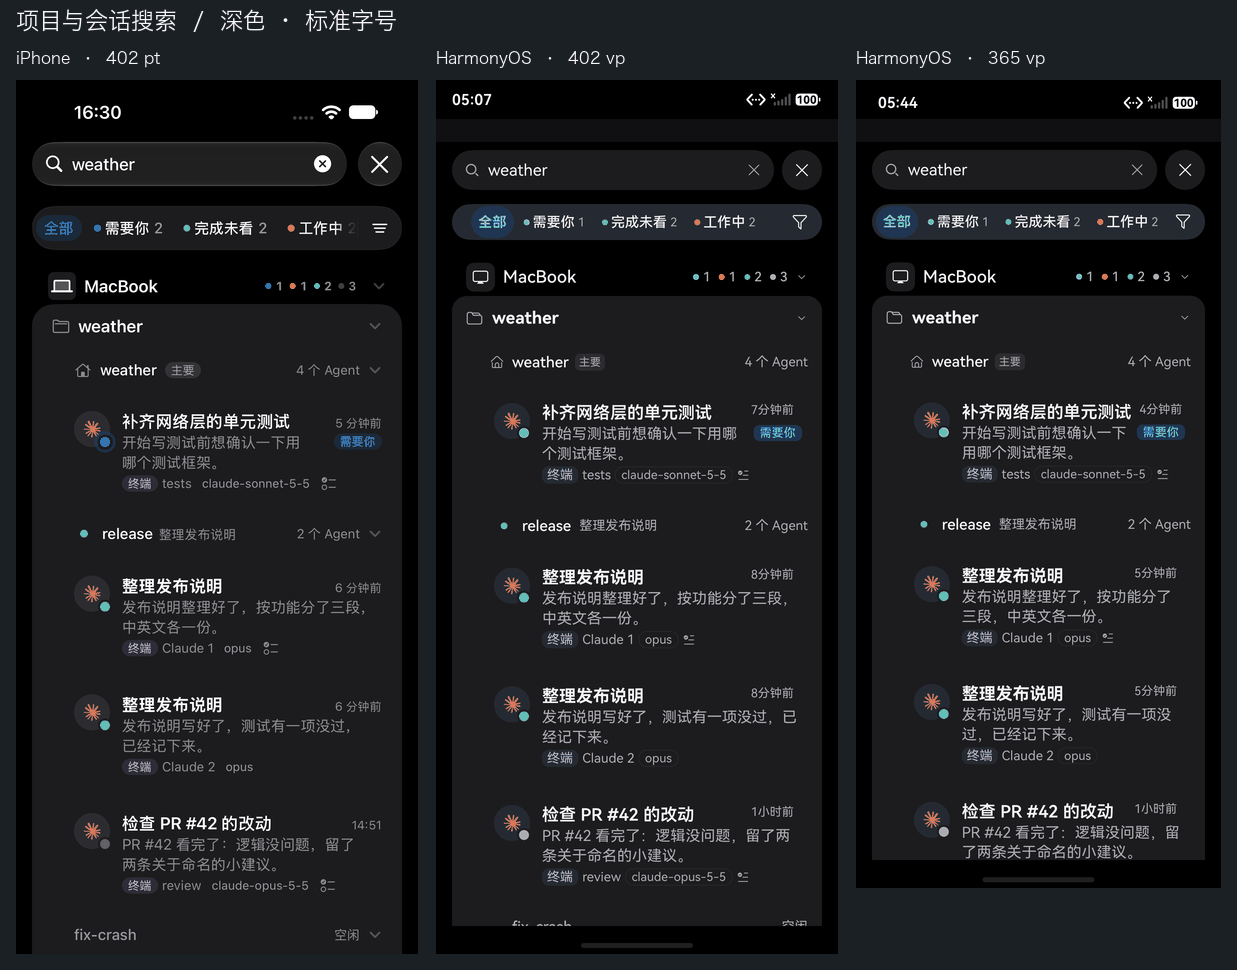 项目与会话搜索 / 深色 · 标准字号
iPhone · 402 pt
16:30
weather
全部 需要你 2 完成未看 2 工作中 2
MacBook 1 1 2 3
weather
weather 主要 4 个 Agent
补齐网络层的单元测试 5 分钟前
开始写测试前想确认一下用 需要你
哪个测试框架。
终端 tests claude-sonnet-5-5
release 整理发布说明 2 个 Agent
整理发布说明 6 分钟前
发布说明整理好了，按功能分了三段，
中英文各一份。
终端 Claude 1 opus
整理发布说明 6 分钟前
发布说明写好了，测试有一项没过，
已经记下来。
终端 Claude 2 opus
检查 PR #42 的改动 14:51
PR #42 看完了：逻辑没问题，留了
两条关于命名的小建议。
终端 review claude-opus-5-5
fix-crash 空闲
HarmonyOS · 402 vp
05:07 100
weather
全部 需要你 1 完成未看 2 工作中 2
MacBook 1 1 2 3
weather
weather 主要 4 个 Agent
补齐网络层的单元测试 7分钟前
开始写测试前想确认一下用哪 需要你
个测试框架。
终端 tests claude-sonnet-5-5
release 整理发布说明 2 个 Agent
整理发布说明 8分钟前
发布说明整理好了，按功能分了三段，
中英文各一份。
终端 Claude 1 opus
整理发布说明 8分钟前
发布说明写好了，测试有一项没过，已
经记下来。
终端 Claude 2 opus
检查 PR #42 的改动 1小时前
PR #42 看完了：逻辑没问题，留了两
条关于命名的小建议。
终端 review claude-opus-5-5
fix-crash 空闲
HarmonyOS · 365 vp
05:44 100
weather
全部 需要你 1 完成未看 2 工作中 2
MacBook 1 1 2 3
weather
weather 主要 4 个 Agent
补齐网络层的单元测试 4分钟前
开始写测试前想确认一下 需要你
用哪个测试框架。
终端 tests claude-sonnet-5-5
release 整理发布说明 2 个 Agent
整理发布说明 5分钟前
发布说明整理好了，按功能分了
三段，中英文各一份。
终端 Claude 1 opus
整理发布说明 5分钟前
发布说明写好了，测试有一项没
过，已经记下来。
终端 Claude 2 opus
检查 PR #42 的改动 1小时前
PR #42 看完了：逻辑没问题，留
了两条关于命名的小建议。